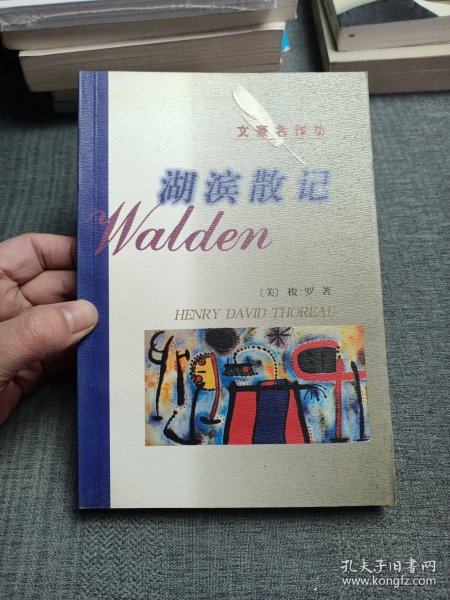 文豪名作坊
湖滨散记
Walden
〔美〕梭·罗 著
HENRY DAVID THOREAU
孔夫子旧书网
www.kongfz.com